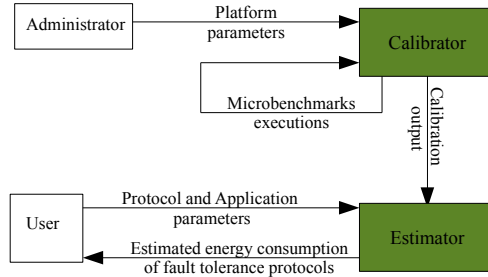 Administrator
Platform
parameters
Calibrator
Microbenchmarks
executions
Calibration
output
User
Protocol and Application
parameters
Estimated energy consumption
of fault tolerance protocols
Estimator